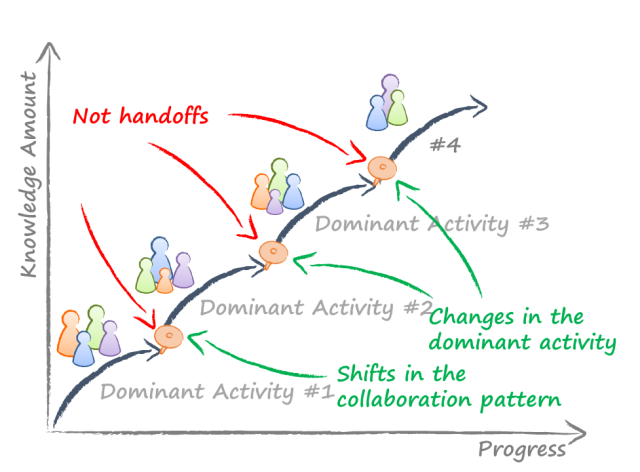 Knowledge Amount
Not handoffs
#4
Dominant Activity #3
Dominant Activity #2
Changes in the
dominant activity
Dominant Activity #1
Shifts in the
collaboration pattern
Progress